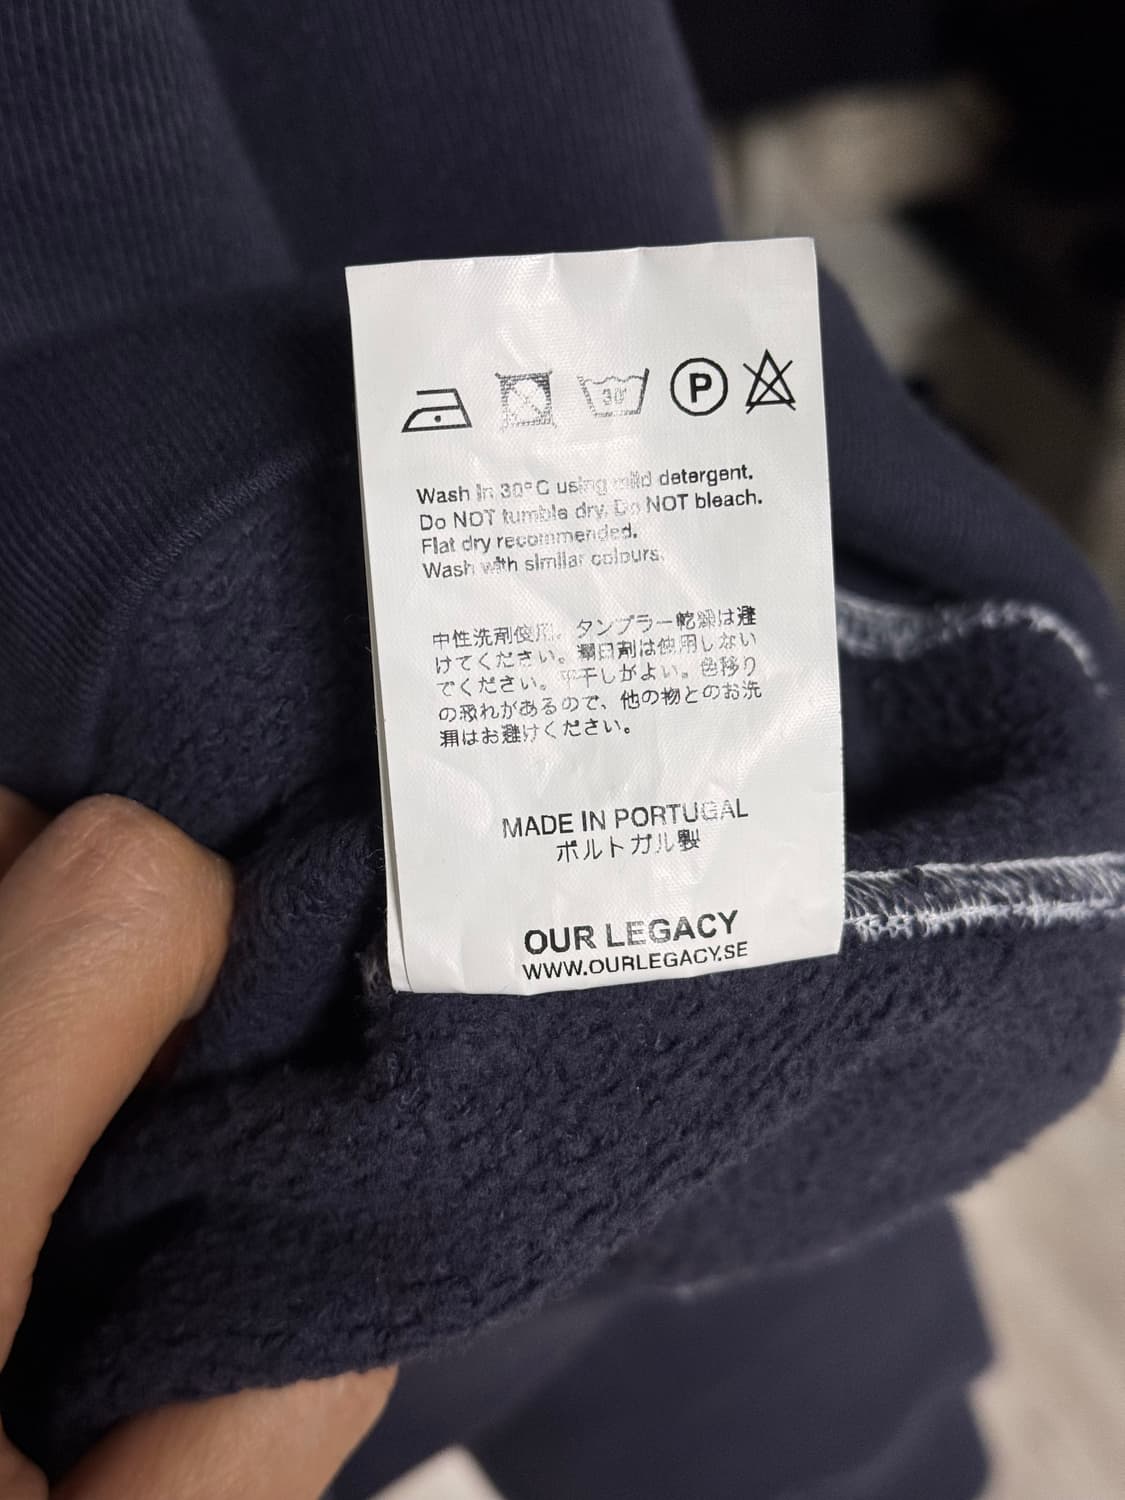 30°
P
Wash in 30°C using mild detergent.
Do NOT tumble dry. Do NOT bleach.
Flat dry recommended.
Wash with similar colours.
中性洗剤使用。タンブラー乾燥は避
けてください。漂白剤は使用しない
でください。平干しがよい。色移り
の恐れがあるので、他の物とのお洗
濯はお避けください。
MADE IN PORTUGAL
ポルトガル製
OUR LEGACY
WWW.OURLEGACY.SE